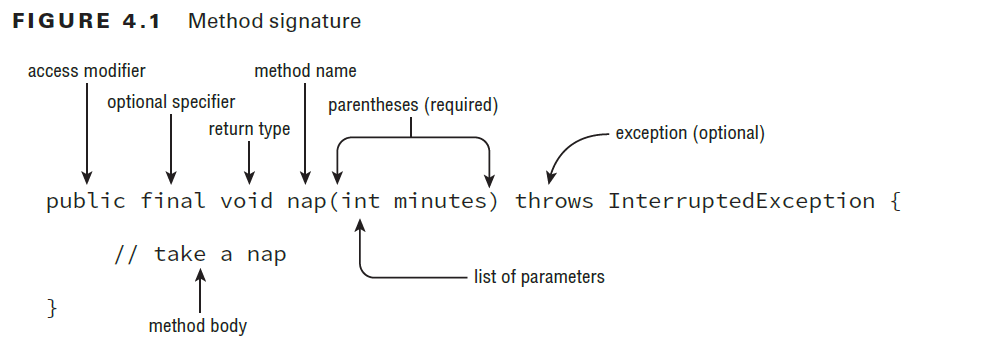 FIGURE 4.1 Method signature
access modifier
method name
optional specifier
parentheses (required)
return type
exception (optional)
public final void nap(int minutes) throws InterruptedException {
// take a nap
list of parameters
}
method body